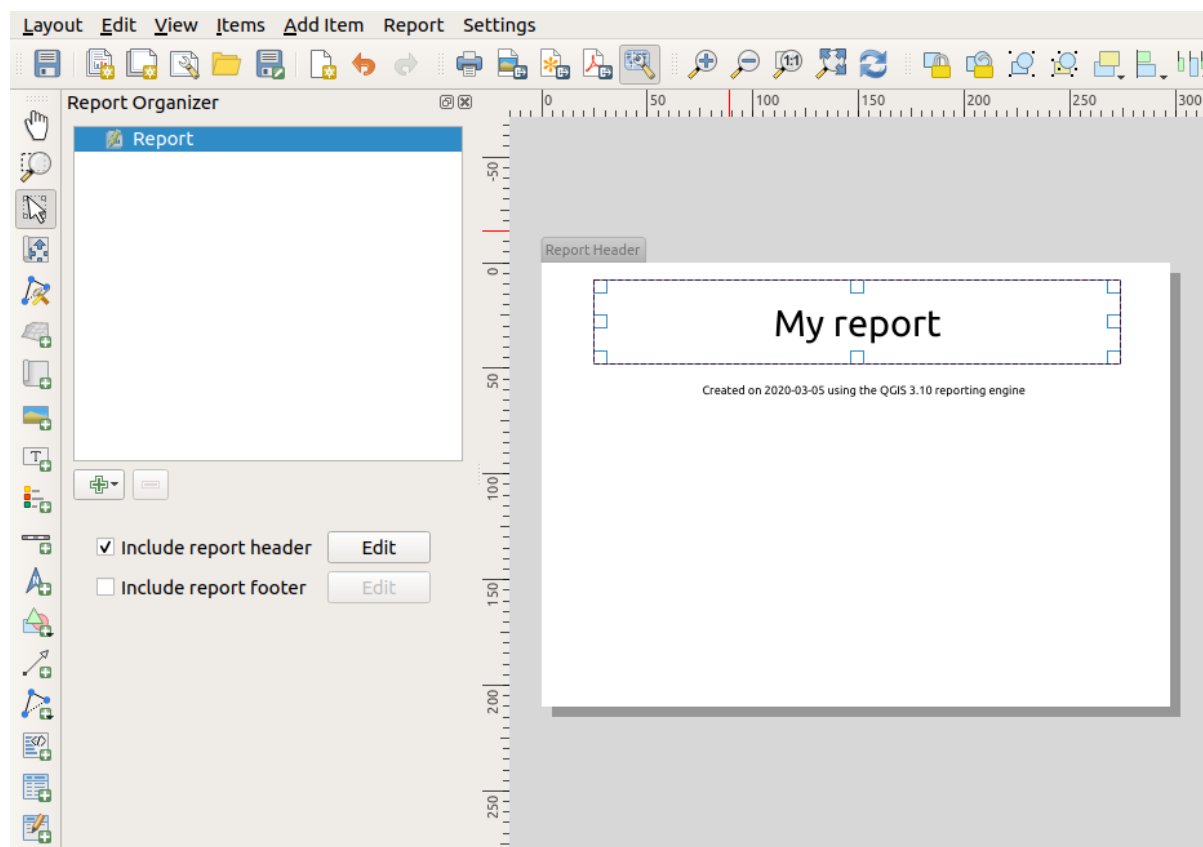 Layout Edit View Items Add Item Report Settings
1:1
Report Organizer
0 50 100 150 200 250 300
Report
-50
Report Header
0
My report
50
Created on 2020-03-05 using the QGIS 3.10 reporting engine
100
Include report header Edit
Include report footer Edit
150
200
250